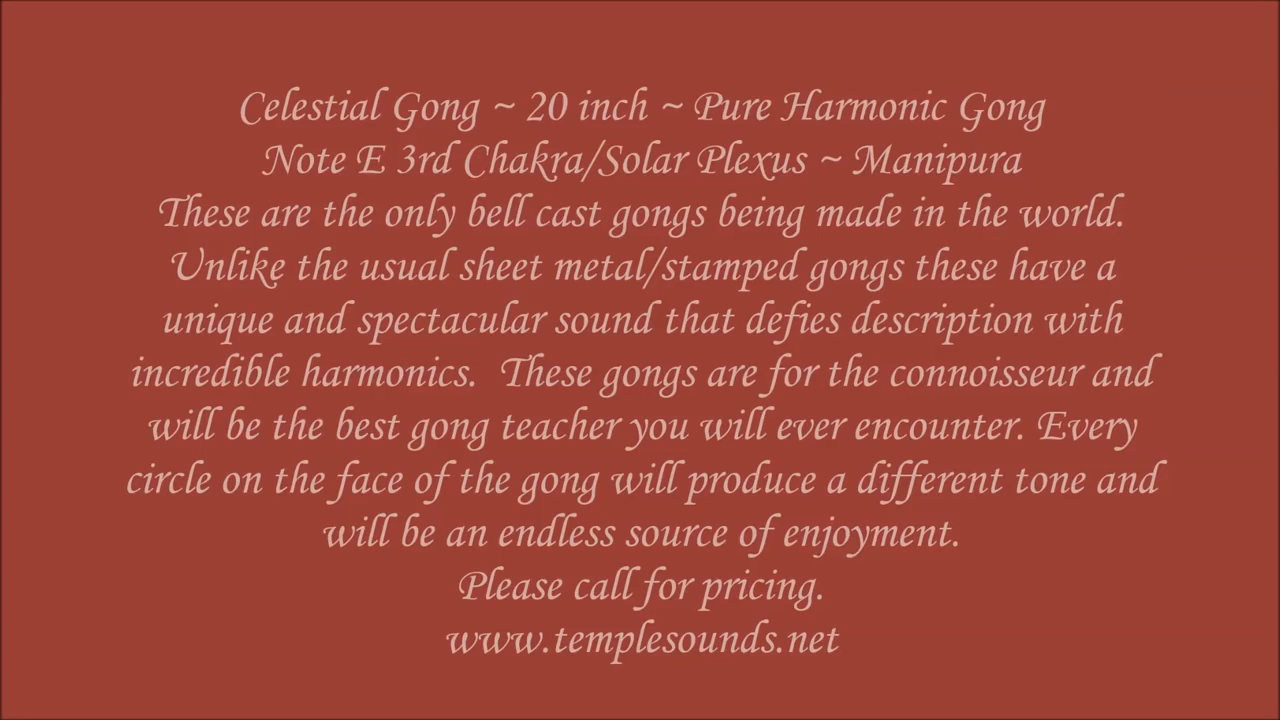 Celestial Gong ~ 20 inch ~ Pure Harmonic Gong
Note E 3rd Chakra/Solar Plexus ~ Manipura
These are the only bell cast gongs being made in the world.
Unlike the usual sheet metal/stamped gongs these have a
unique and spectacular sound that defies description with
incredible harmonics.  These gongs are for the connoisseur and
will be the best gong teacher you will ever encounter. Every
circle on the face of the gong will produce a different tone and
will be an endless source of enjoyment.
Please call for pricing.
www.templesounds.net